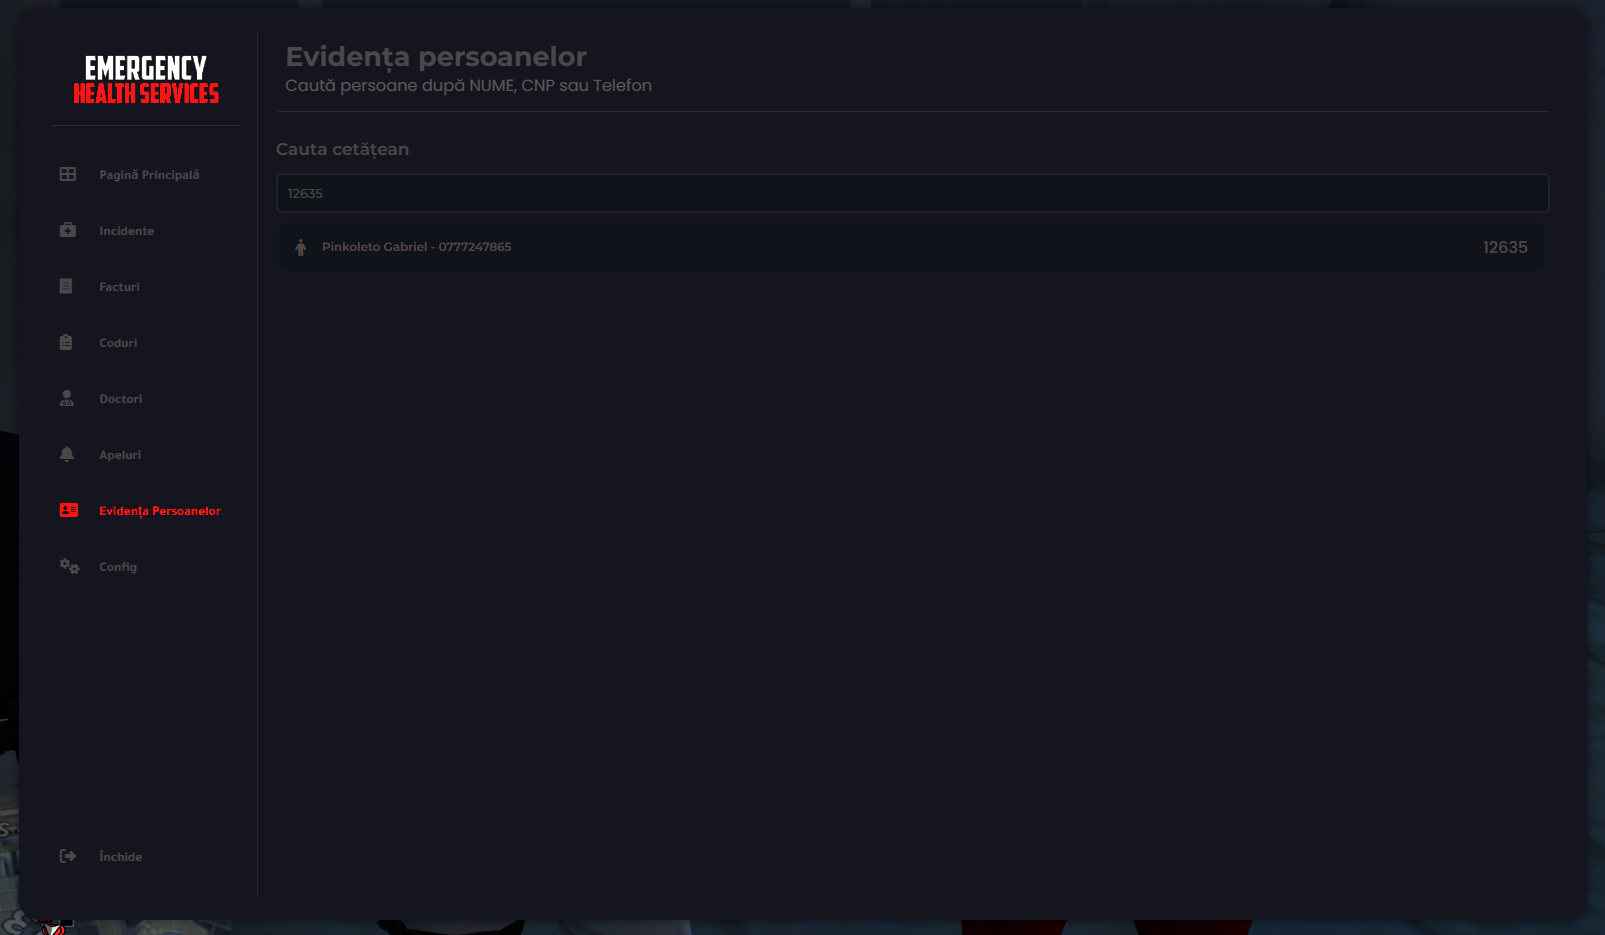 EMERGENCY
HEALTH SERVICES
Pagină Principală
Incidente
Facturi
Coduri
Doctori
Apeluri
Evidența Persoanelor
Config
Închide
Evidența persoanelor
Caută persoane după NUME, CNP sau Telefon
Cauta cetățean
12635
Pinkoleto Gabriel - 0777247865
12635